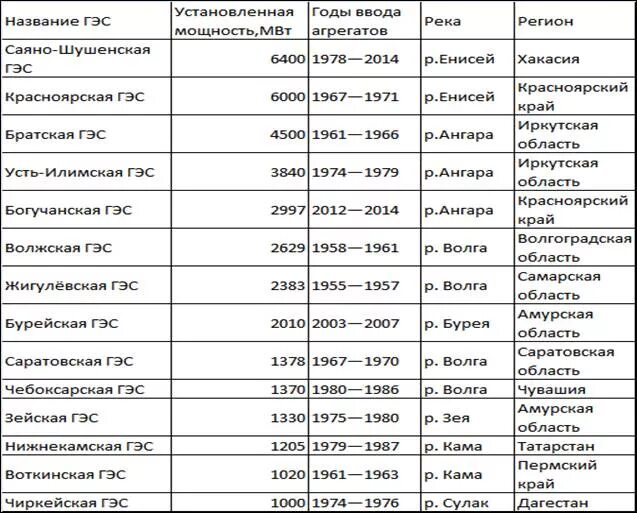 Название ГЭС Установленная мощность,МВт Годы ввода агрегатов Река Регион
Саяно-Шушенская ГЭС 6400 1978—2014 р.Енисей Хакасия
Красноярская ГЭС 6000 1967—1971 р.Енисей Красноярский край
Братская ГЭС 4500 1961—1966 р.Ангара Иркутская область
Усть-Илимская ГЭС 3840 1974—1979 р.Ангара Иркутская область
Богучанская ГЭС 2997 2012—2014 р.Ангара Красноярский край
Волжская ГЭС 2629 1958—1961 р. Волга Волгоградская область
Жигулёвская ГЭС 2383 1955—1957 р. Волга Самарская область
Бурейская ГЭС 2010 2003—2007 р. Бурея Амурская область
Саратовская ГЭС 1378 1967—1970 р. Волга Саратовская область
Чебоксарская ГЭС 1370 1980—1986 р. Волга Чувашия
Зейская ГЭС 1330 1975—1980 р. Зея Амурская область
Нижнекамская ГЭС 1205 1979—1987 р. Кама Татарстан
Воткинская ГЭС 1020 1961—1963 р. Кама Пермский край
Чиркейская ГЭС 1000 1974—1976 р. Сулак Дагестан